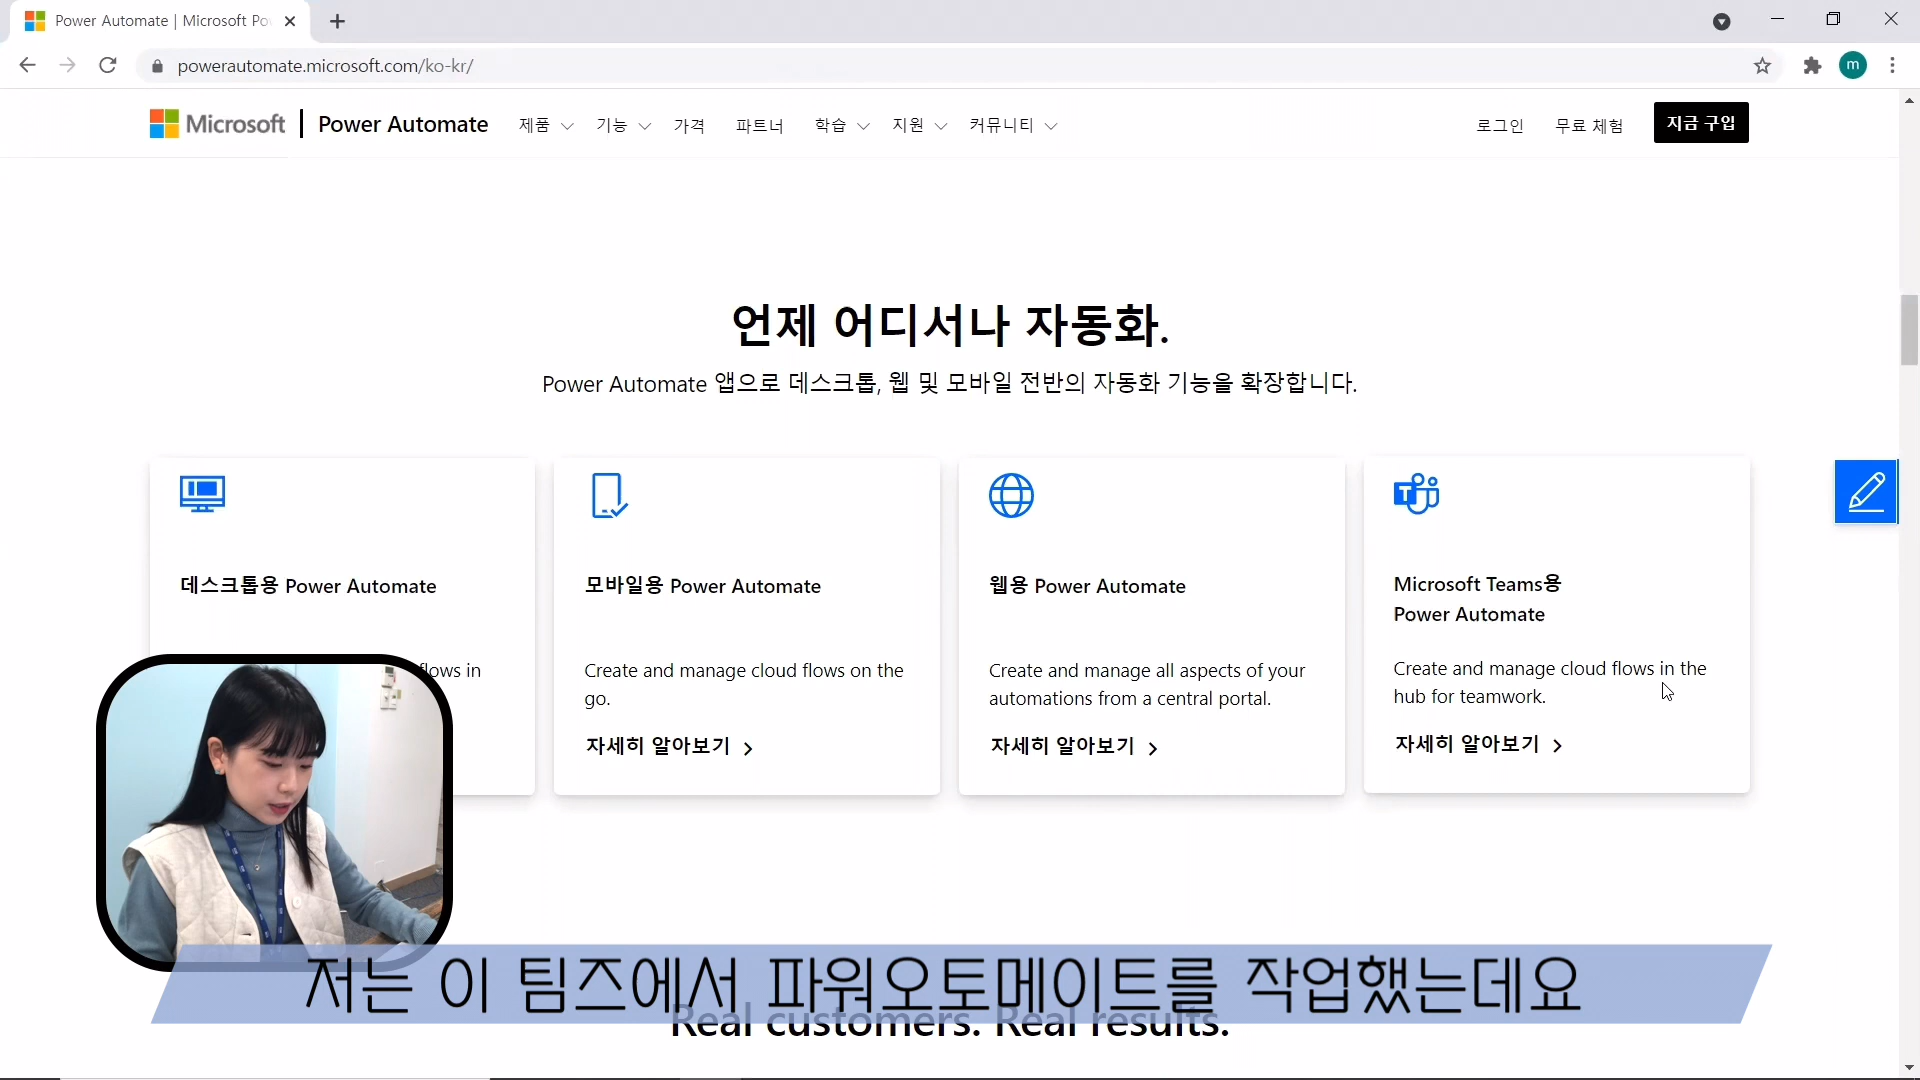 Power Automate | Microsoft Po
powerautomate.microsoft.com/ko-kr/
m
Microsoft
Power Automate
제품
기능
가격
파트너
학습
지원
커뮤니티
로그인
무료 체험
지금 구입
언제 어디서나 자동화.
Power Automate 앱으로 데스크톱, 웹 및 모바일 전반의 자동화 기능을 확장합니다.
데스크톱용 Power Automate
flows in
모바일용 Power Automate
Create and manage cloud flows on the
go.
자세히 알아보기
웹용 Power Automate
Create and manage all aspects of your
automations from a central portal.
자세히 알아보기
T
Microsoft Teams용
Power Automate
Create and manage cloud flows in the
hub for teamwork.
자세히 알아보기
저는 이 팀즈에서 파워오토메이트를 작업했는데요
Real customers. Real results.